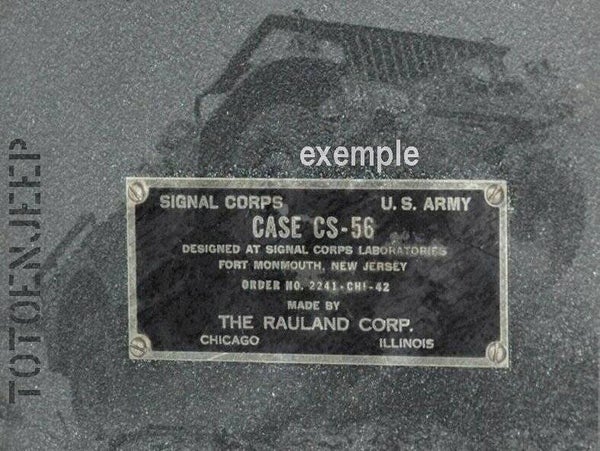 exemple
SIGNAL CORPS U. S. ARMY
CASE CS-56
DESIGNED AT SIGNAL CORPS LABORATORIES
FORT MONMOUTH, NEW JERSEY
ORDER NO. 2241-CHI-42
MADE BY
THE RAULAND CORP.
CHICAGO ILLINOIS
TOTOENJEEP